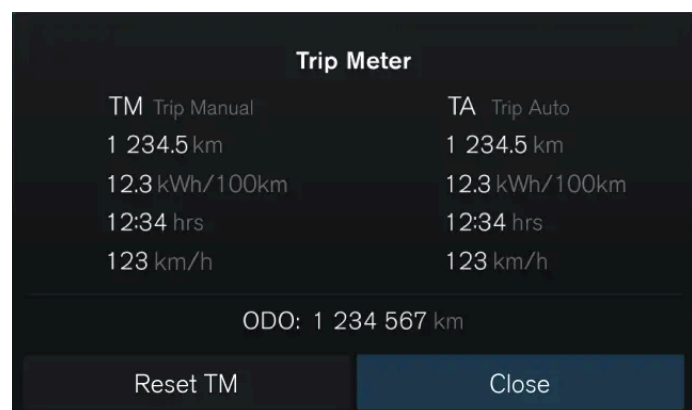 Trip Meter
TM Trip Manual
1 234.5 km
12.3 kWh/100km
12:34 hrs
123 km/h
TA Trip Auto
1 234.5 km
12.3 kWh/100km
12:34 hrs
123 km/h
ODO: 1 234 567 km
Reset TM
Close